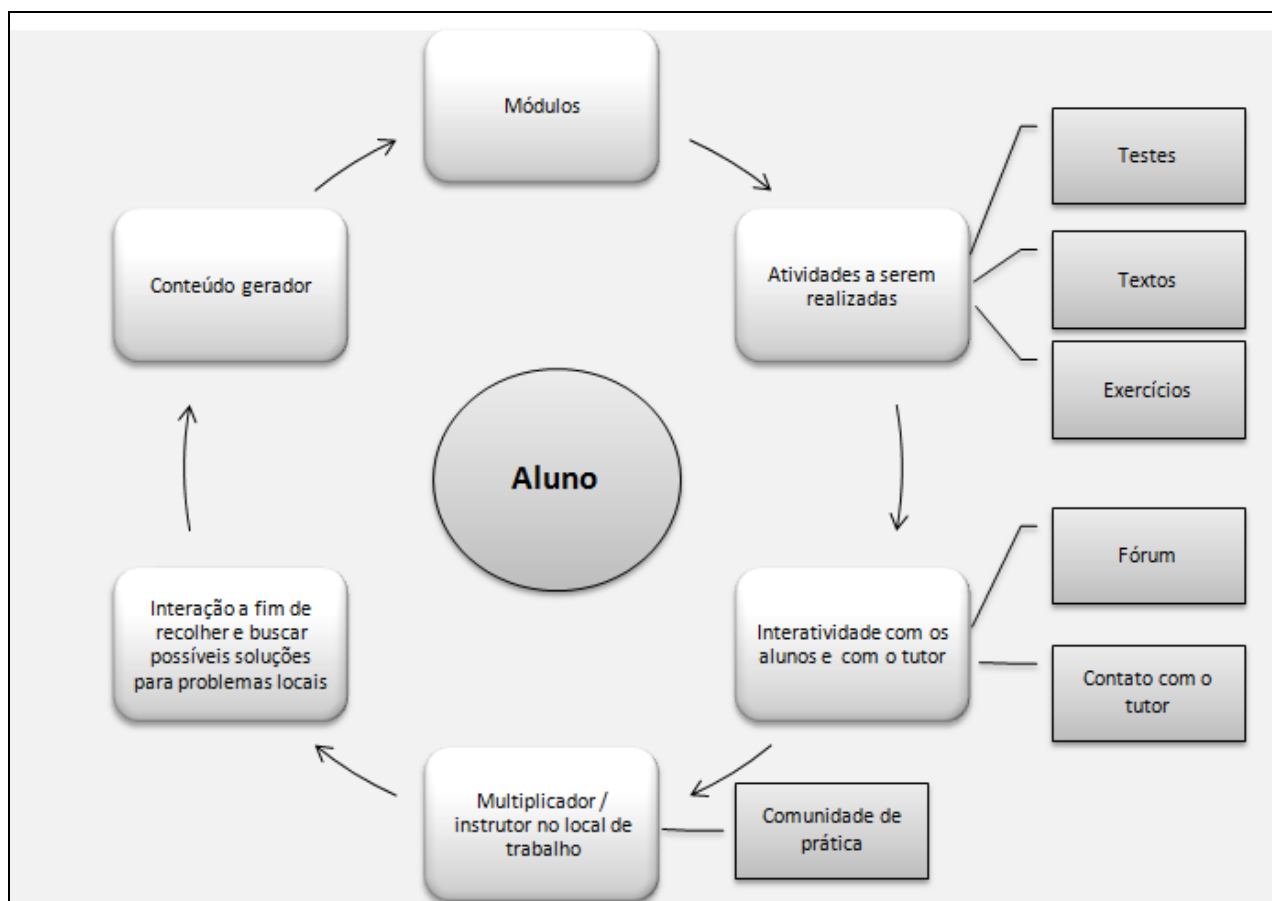 Módulos
Testes
Atividades a serem
realizadas
Textos
Exercícios
Conteúdo gerador
Aluno
Fórum
Interatividade com os
alunos e com o tutor
Contato com o
tutor
Interação a fim de
recolher e buscar
possíveis soluções
para problemas locais
Multiplicador /
instrutor no local de
trabalho
Comunidade de
prática